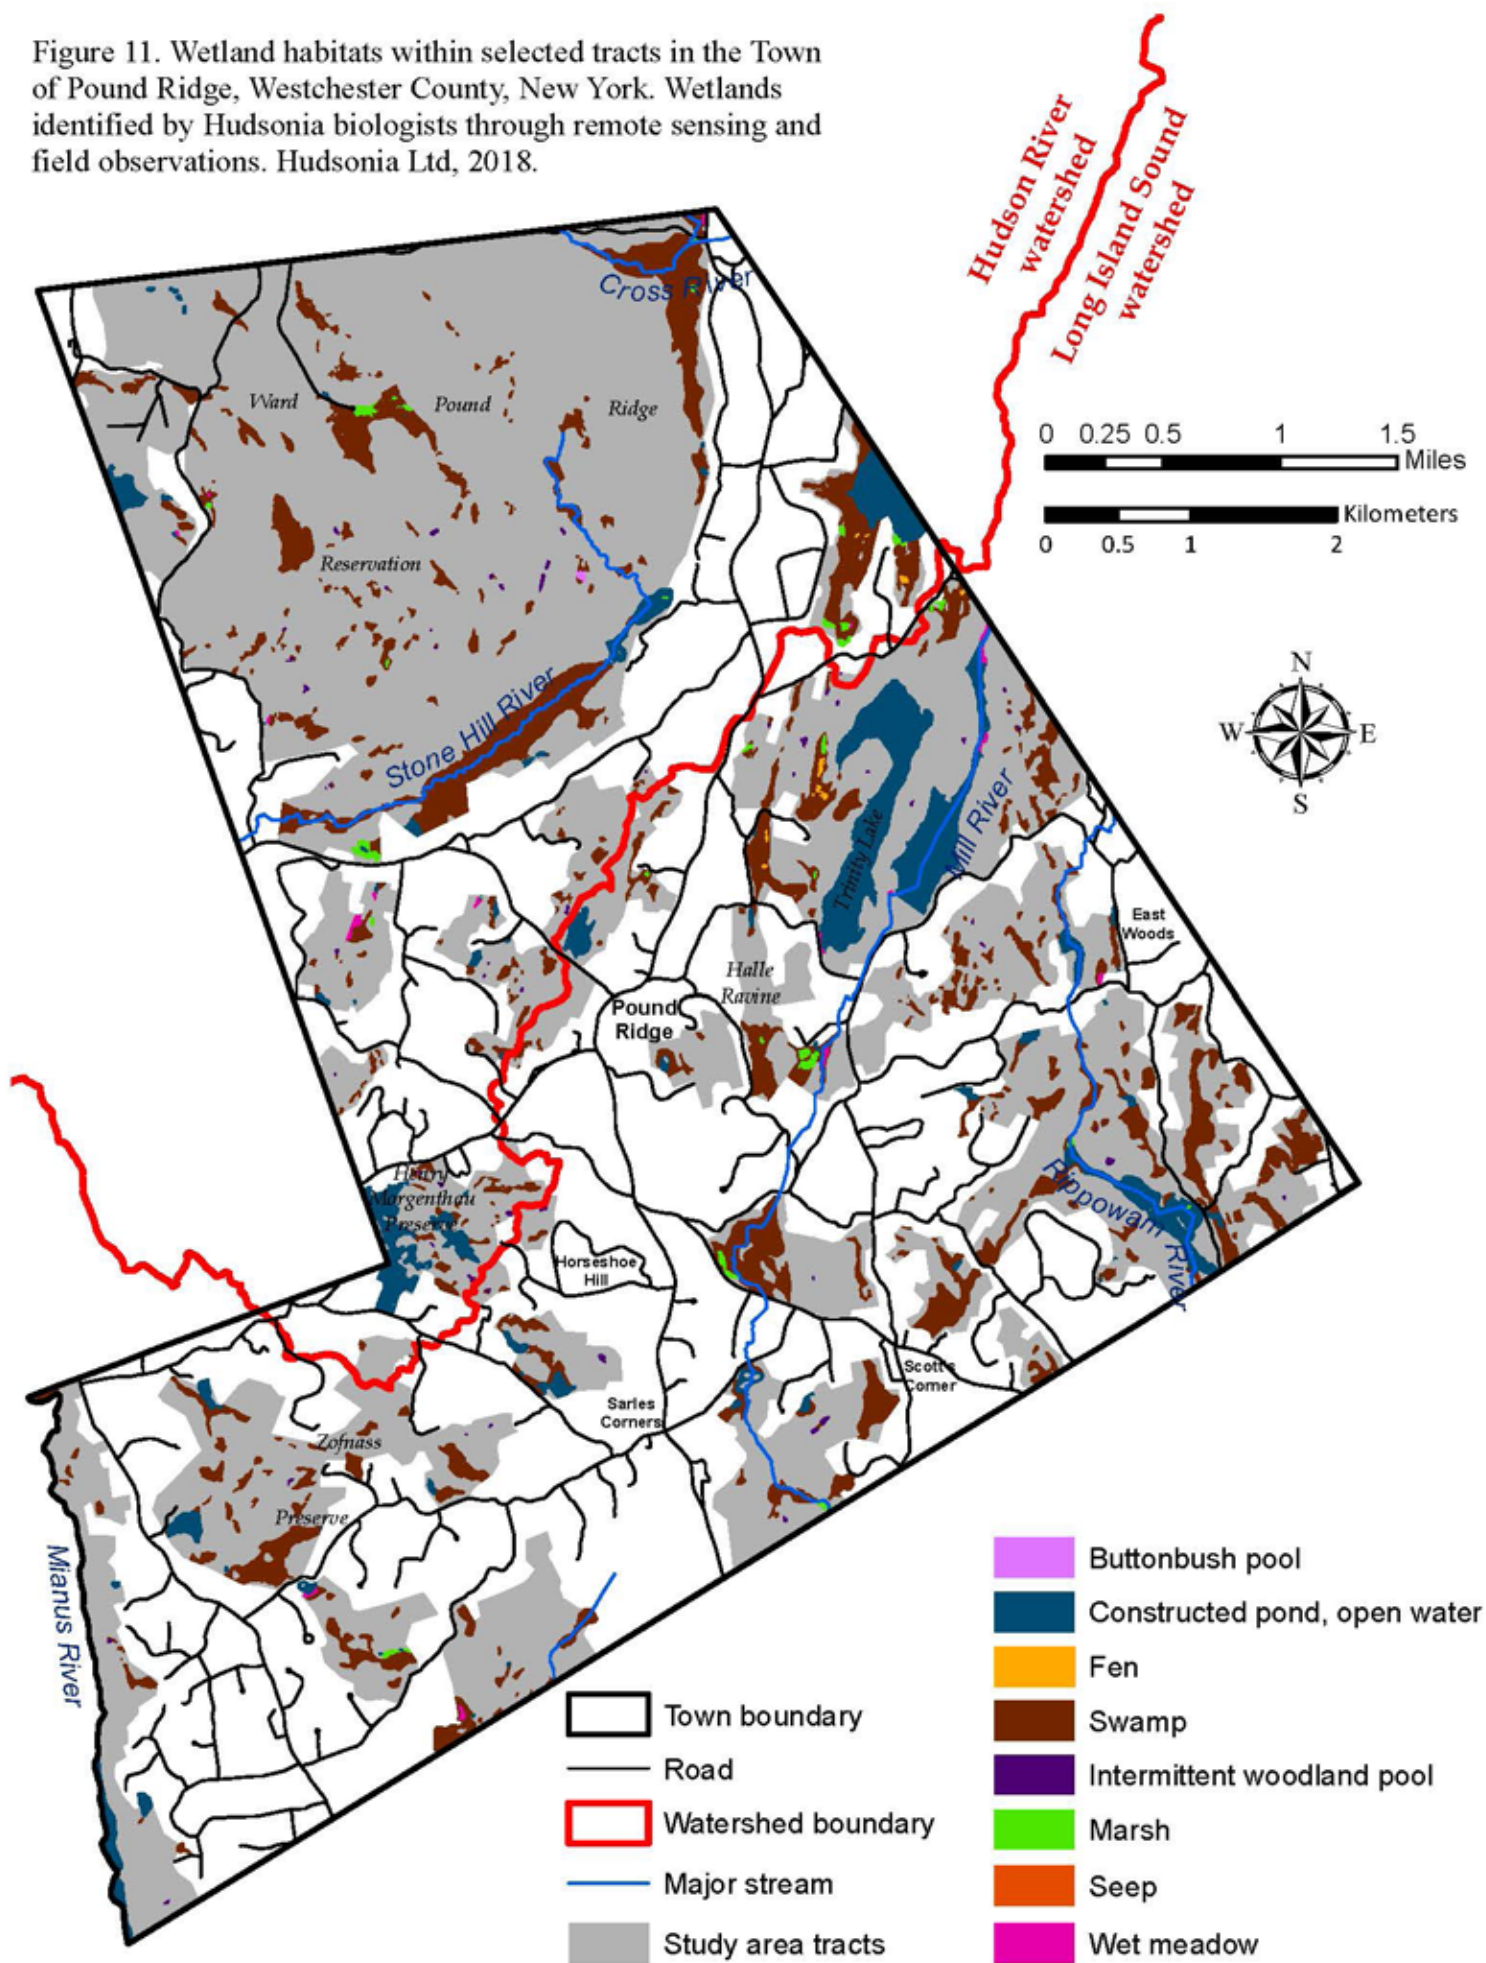 Figure 11. Wetland habitats within selected tracts in the Town
of Pound Ridge, Westchester County, New York. Wetlands
identified by Hudsonia biologists through remote sensing and
field observations. Hudsonia Ltd, 2018.
Hudson River
watershed
Long Island Sound
watershed
Cross River
Ward Pound Ridge
Reservation
0 0.25 0.5 1 1.5
Miles
Kilometers
0 0.5 1 2
N
W E
S
Stone Hill River
Trinity Lake
Mill River
East
Woods
Halle
Ravine
Pound
Ridge
Henry
Margenthau
Preserve
Rippowam River
Horseshoe
Hill
Scott's
Corner
Sarles
Corners
Zofnass
Preserve
Mianus River
Town boundary
Road
Watershed boundary
Major stream
Study area tracts
Buttonbush pool
Constructed pond, open water
Fen
Swamp
Intermittent woodland pool
Marsh
Seep
Wet meadow